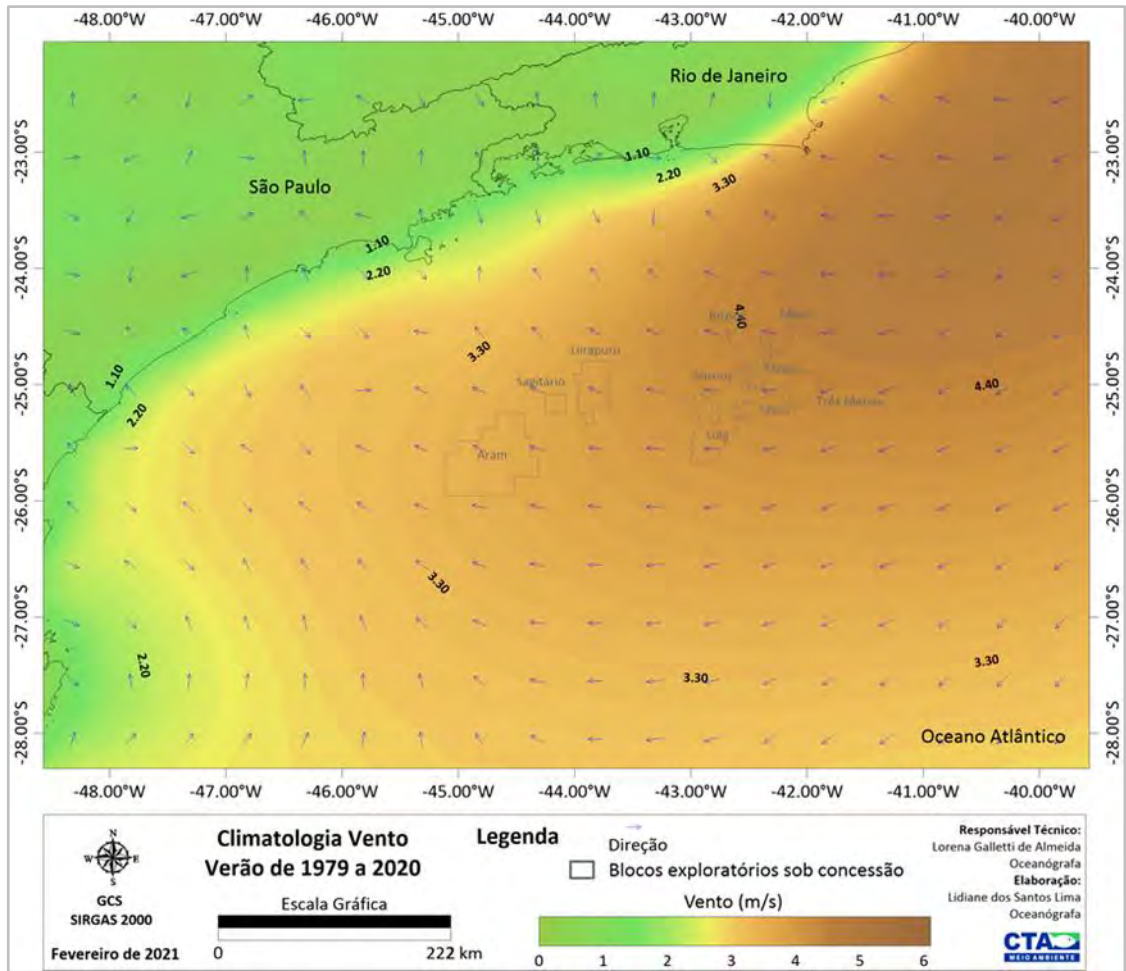 -48.00°W -47.00°W -46.00°W -45.00°W -44.00°W -43.00°W -42.00°W -41.00°W -40.00°W
Rio de Janeiro
-23.00°S -23.00°S
1.10
São Paulo
2.20
3.30
1.10
-24.00°S -24.00°S
2.20
4.40
3.30
Uirapuru
1.10
Sagitário
-25.00°S 4.40 -25.00°S
Três Marias
2.20
Aram
-26.00°S -26.00°S
3.30
-27.00°S -27.00°S
2.20
3.30
3.30
-28.00°S Oceano Atlântico -28.00°S
-48.00°W -47.00°W -46.00°W -45.00°W -44.00°W -43.00°W -42.00°W -41.00°W -40.00°W
N
W E
S
GCS
SIRGAS 2000
Fevereiro de 2021
Climatologia Vento
Verão de 1979 a 2020
Escala Gráfica
0 222 km
Legenda
Direção
Blocos exploratórios sob concessão
Vento (m/s)
0 1 2 3 4 5 6
Responsável Técnico:
Lorena Galletti de Almeida
Oceanógrafa
Elaboração:
Lidiane dos Santos Lima
Oceanógrafa
CTA
MEIO AMBIENTE